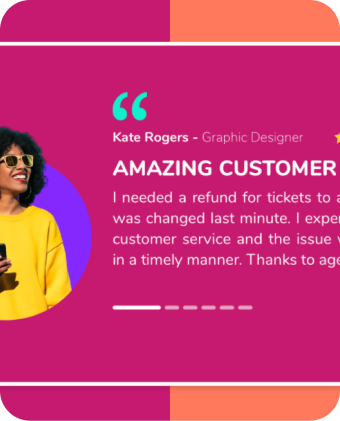 Kate Rogers - Graphic Designer
AMAZING CUSTOMER
I needed a refund for tickets to a
was changed last minute. I exper
customer service and the issue
in a timely manner. Thanks to age